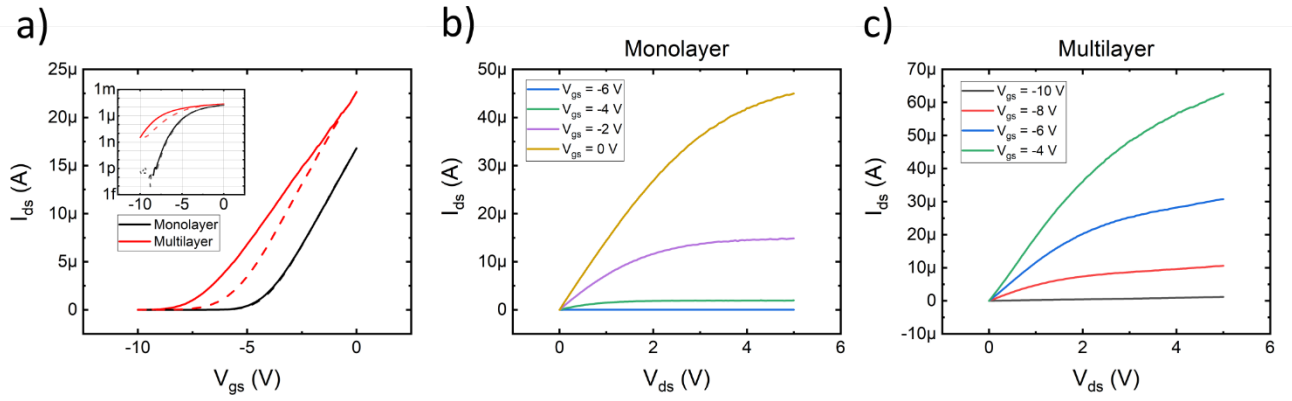 a)
25µ
20µ
15µ
10µ
5µ
0
-10
-5
0
I_ds (A)
V_gs (V)
1m
1µ
1n
1p
1f
-10
-5
0
Monolayer
Multilayer
b)
Monolayer
50µ
40µ
30µ
20µ
10µ
0
0
2
4
6
I_ds (A)
V_ds (V)
V_gs = -6 V
V_gs = -4 V
V_gs = -2 V
V_gs = 0 V
c)
Multilayer
70µ
60µ
50µ
40µ
30µ
20µ
10µ
0
-10µ
0
2
4
6
I_ds (A)
V_ds (V)
V_gs = -10 V
V_gs = -8 V
V_gs = -6 V
V_gs = -4 V